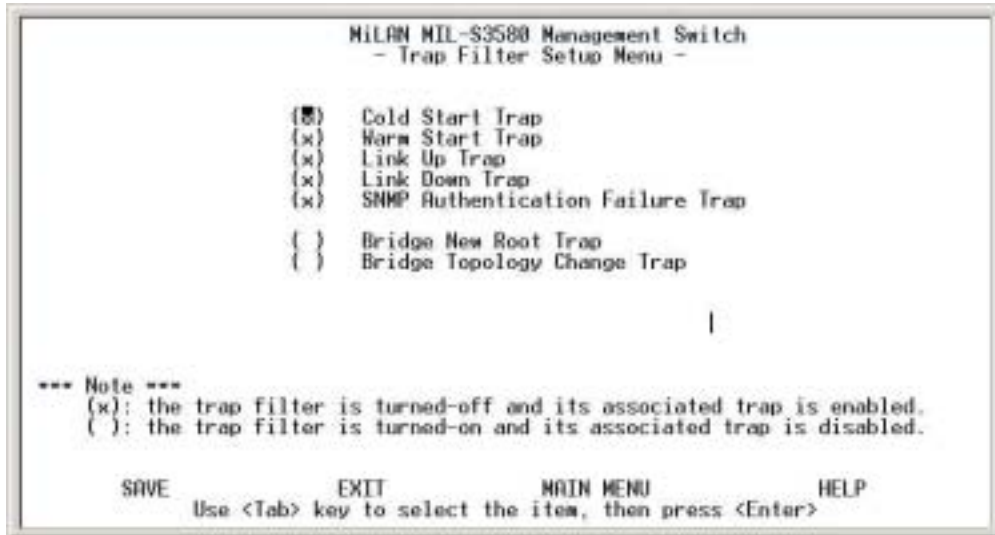 MiLAN MIL-S3580 Management Switch
- Trap Filter Setup Menu -
(x) Cold Start Trap
(x) Warm Start Trap
(x) Link Up Trap
(x) Link Down Trap
(x) SNMP Authentication Failure Trap
( ) Bridge New Root Trap
( ) Bridge Topology Change Trap
*** Note ***
(x): the trap filter is turned-off and its associated trap is enabled.
( ): the trap filter is turned-on and its associated trap is disabled.
SAVE EXIT MAIN MENU HELP
Use <Tab> key to select the item, then press <Enter>